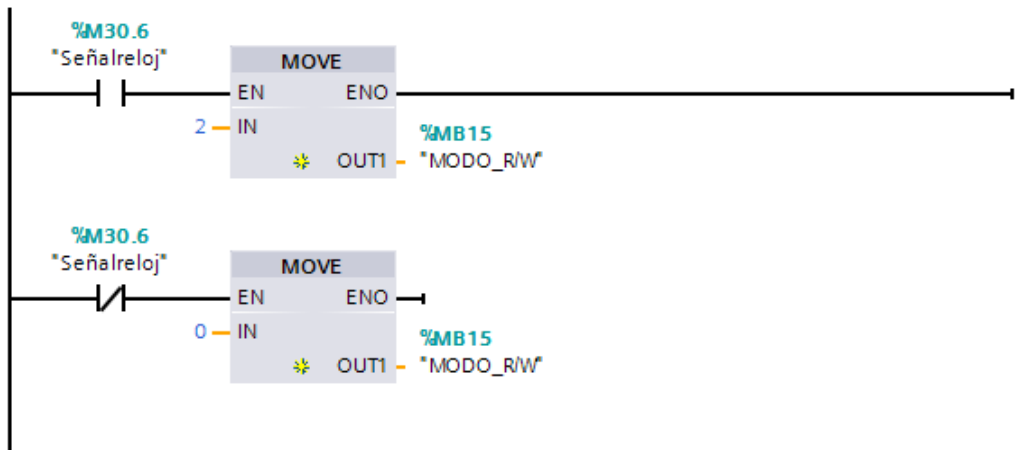 %M30.6
"Señalreloj"
MOVE
EN ENO
2 IN
%MB15
OUT1 "MODO_R/W"
%M30.6
"Señalreloj"
MOVE
EN ENO
0 IN
%MB15
OUT1 "MODO_R/W"